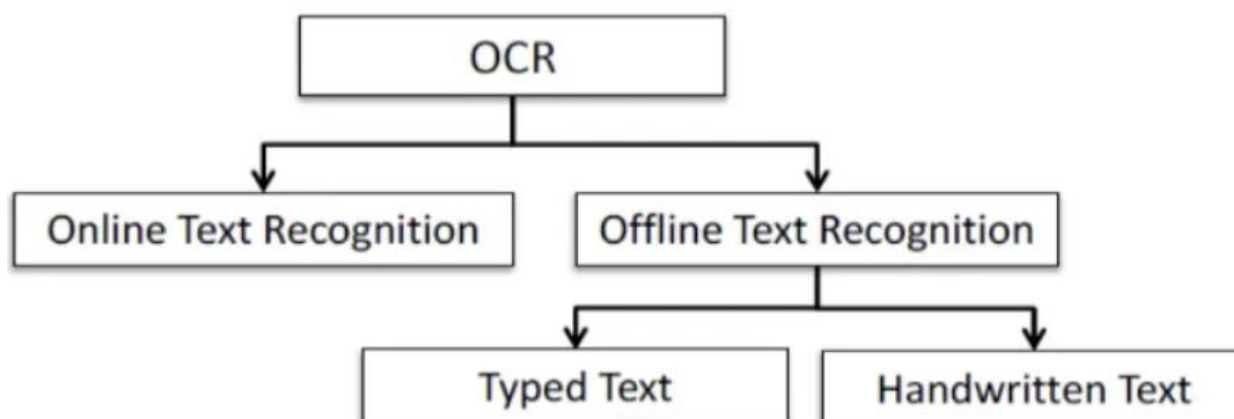 OCR
Online Text Recognition
Offline Text Recognition
Typed Text
Handwritten Text